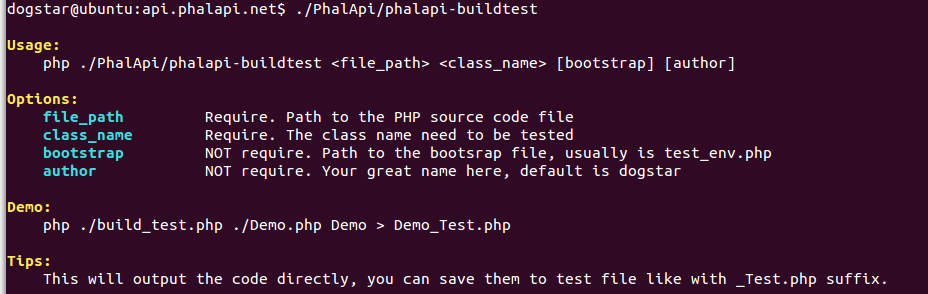 dogstar@ubuntu:api.phalapi.net$ ./PhalApi/phalapi-buildtest
Usage:
php ./PhalApi/phalapi-buildtest <file_path> <class_name> [bootstrap] [author]
Options:
file_path Require. Path to the PHP source code file
class_name Require. The class name need to be tested
bootstrap NOT require. Path to the bootsrap file, usually is test_env.php
author NOT require. Your great name here, default is dogstar
Demo:
php ./build_test.php ./Demo.php Demo > Demo_Test.php
Tips:
This will output the code directly, you can save them to test file like with _Test.php suffix.